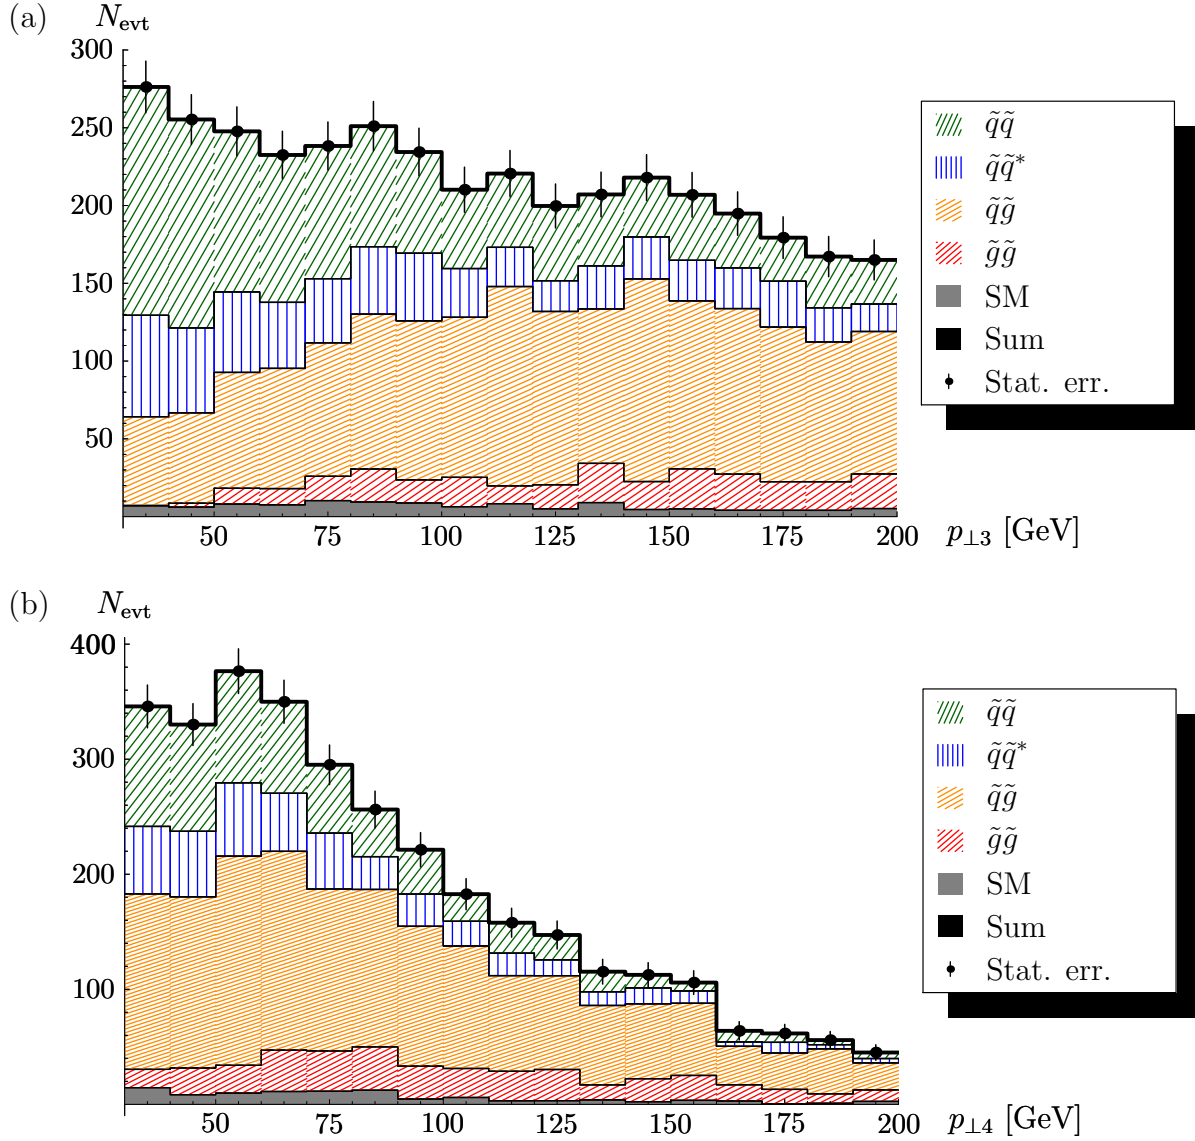 (a) N_evt
300
250
200
150
100
50
50 75 100 125 150 175 200 p_⊥3 [GeV]
q̃q̃
q̃q̃*
q̃g̃
g̃g̃
SM
Sum
Stat. err.
(b) N_evt
400
300
200
100
50 75 100 125 150 175 200 p_⊥4 [GeV]
q̃q̃
q̃q̃*
q̃g̃
g̃g̃
SM
Sum
Stat. err.